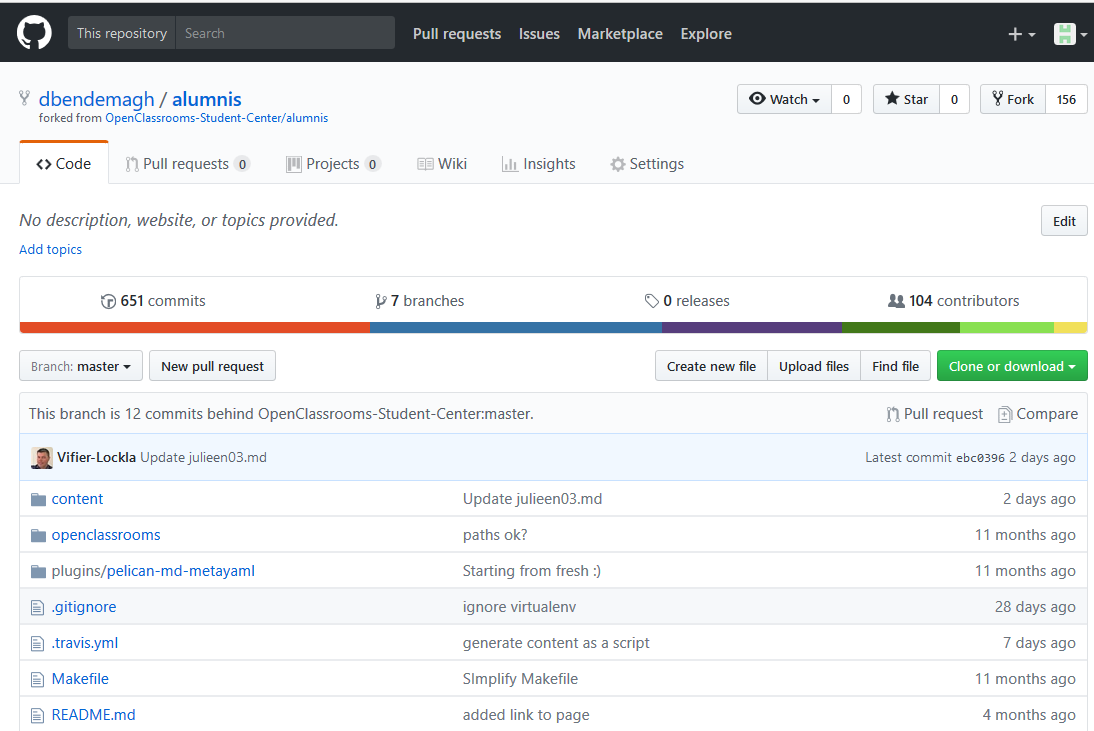 This repository Search Pull requests Issues Marketplace Explore
dbendemagh / alumnis Watch 0 Star 0 Fork 156
forked from OpenClassrooms-Student-Center/alumnis
Code Pull requests 0 Projects 0 Wiki Insights Settings
No description, website, or topics provided. Edit
Add topics
651 commits 7 branches 0 releases 104 contributors
Branch: master New pull request Create new file Upload files Find file Clone or download
This branch is 12 commits behind OpenClassrooms-Student-Center:master. Pull request Compare
Vifier-Lockla Update julieen03.md Latest commit ebc0396 2 days ago
content Update julieen03.md 2 days ago
openclassrooms paths ok? 11 months ago
plugins/pelican-md-metayaml Starting from fresh :) 11 months ago
.gitignore ignore virtualenv 28 days ago
.travis.yml generate content as a script 7 days ago
Makefile SImplify Makefile 11 months ago
README.md added link to page 4 months ago